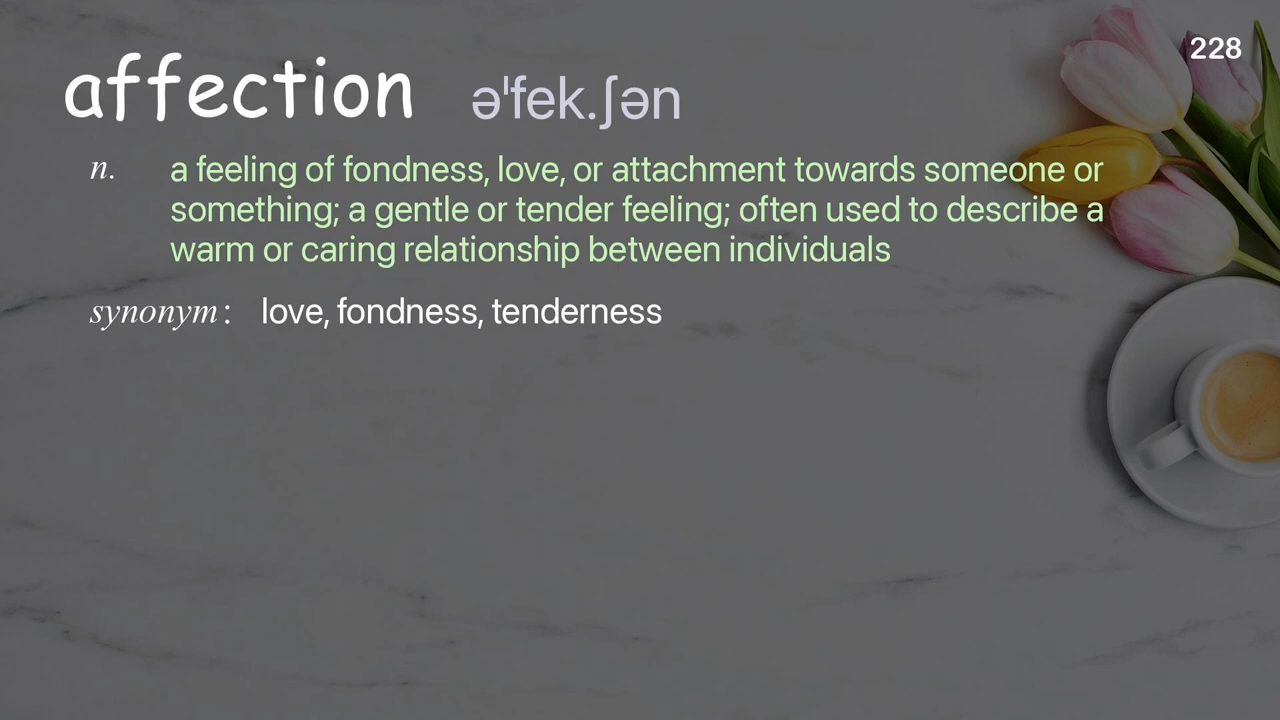 228
affection əˈfek.ʃən
n. a feeling of fondness, love, or attachment towards someone or
something; a gentle or tender feeling; often used to describe a
warm or caring relationship between individuals
synonym: love, fondness, tenderness